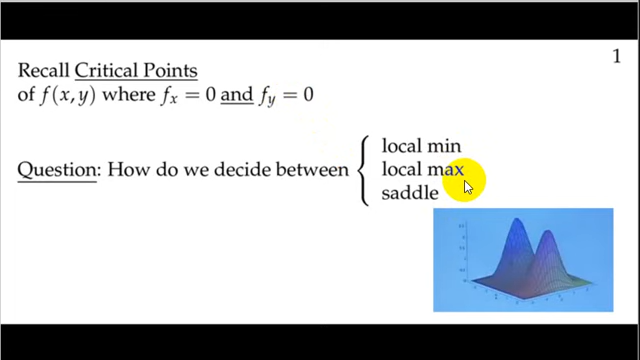 1
Recall Critical Points
of f(x, y) where fₓ = 0 and f_y = 0
Question: How do we decide between { local min
local max
saddle